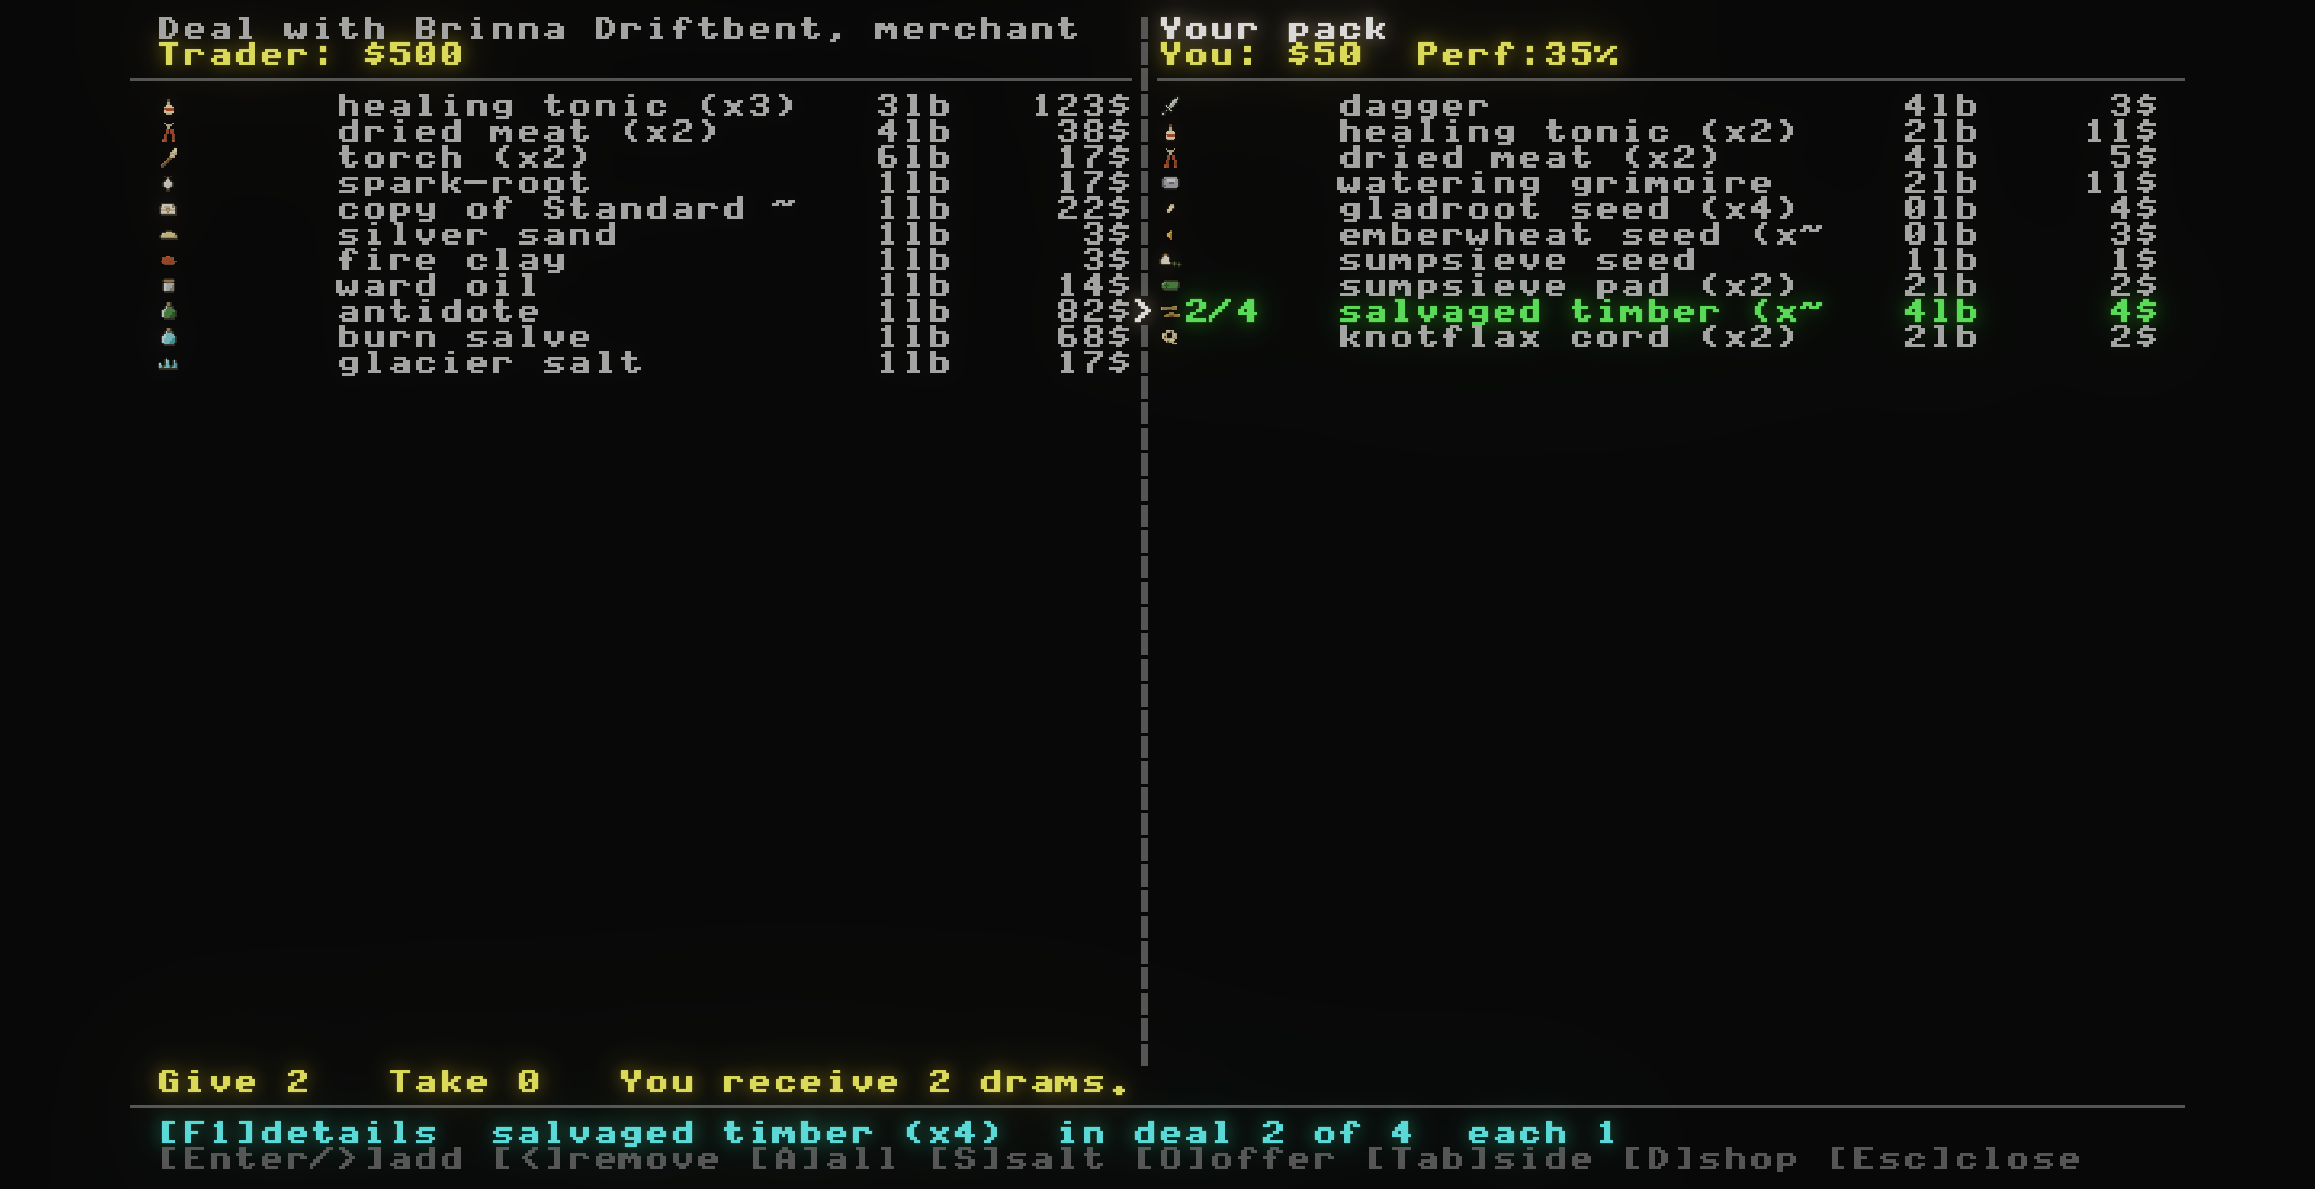 Deal with Brinna Driftbent, merchant
Trader: $500
healing tonic (x3) 3lb 123$
dried meat (x2) 4lb 38$
torch (x2) 6lb 17$
spark-root 1lb 17$
copy of Standard ~ 1lb 22$
silver sand 1lb 3$
fire clay 1lb 3$
ward oil 1lb 14$
antidote 1lb 82$
burn salve 1lb 68$
glacier salt 1lb 17$
Your pack
You: $50 Perf:35%
dagger 4lb 3$
healing tonic (x2) 2lb 11$
dried meat (x2) 4lb 5$
watering grimoire 2lb 11$
gladroot seed (x4) 0lb 4$
emberwheat seed (x~ 0lb 3$
sumpsieve seed 1lb 1$
sumpsieve pad (x2) 2lb 2$
> 2/4 salvaged timber (x~ 4lb 4$
knotflax cord (x2) 2lb 2$
Give 2 Take 0 You receive 2 drams.
[F1]details salvaged timber (x4) in deal 2 of 4 each 1
[Enter/>]add [<]remove [A]all [S]salt [O]offer [Tab]side [D]shop [Esc]close